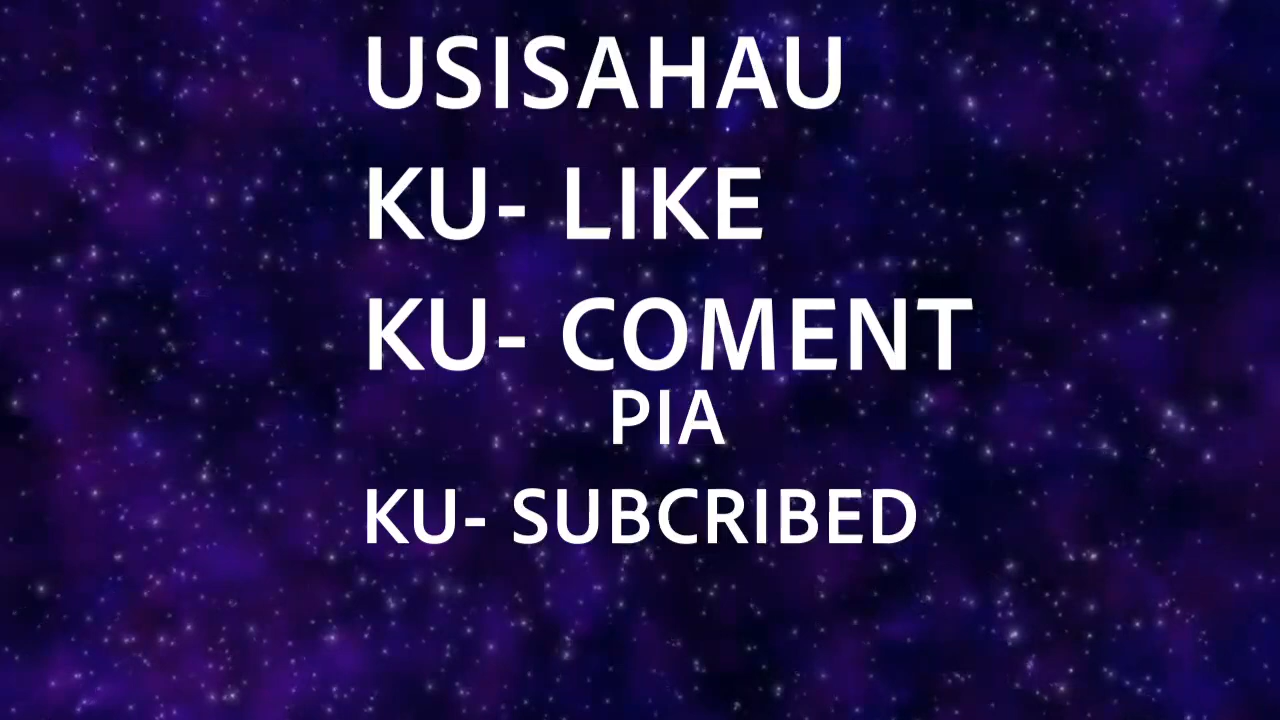 USISAHAU
KU- LIKE
KU- COMENT
PIA
KU- SUBCRIBED